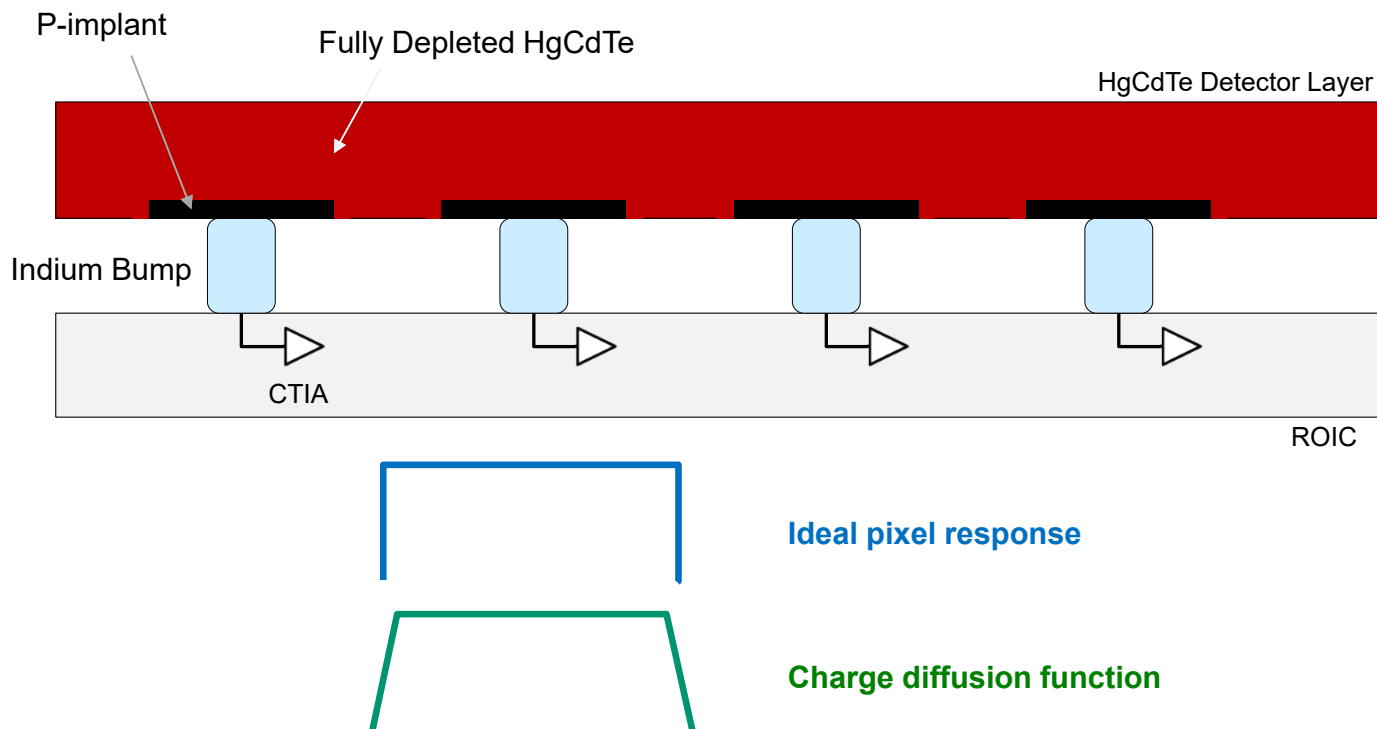 P-implant
Fully Depleted HgCdTe
HgCdTe Detector Layer
Indium Bump
CTIA
ROIC
Ideal pixel response
Charge diffusion function